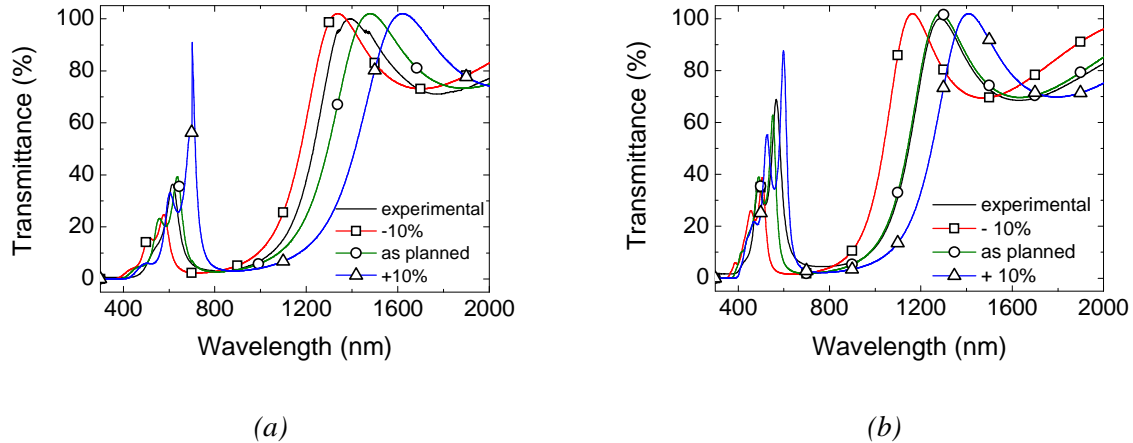 100
80
60
40
20
0
Transmittance (%)
400
800
1200
1600
2000
Wavelength (nm)
experimental
-10%
as planned
+10%
(a)
100
80
60
40
20
0
Transmittance (%)
400
800
1200
1600
2000
Wavelength (nm)
experimental
- 10%
as planned
+ 10%
(b)